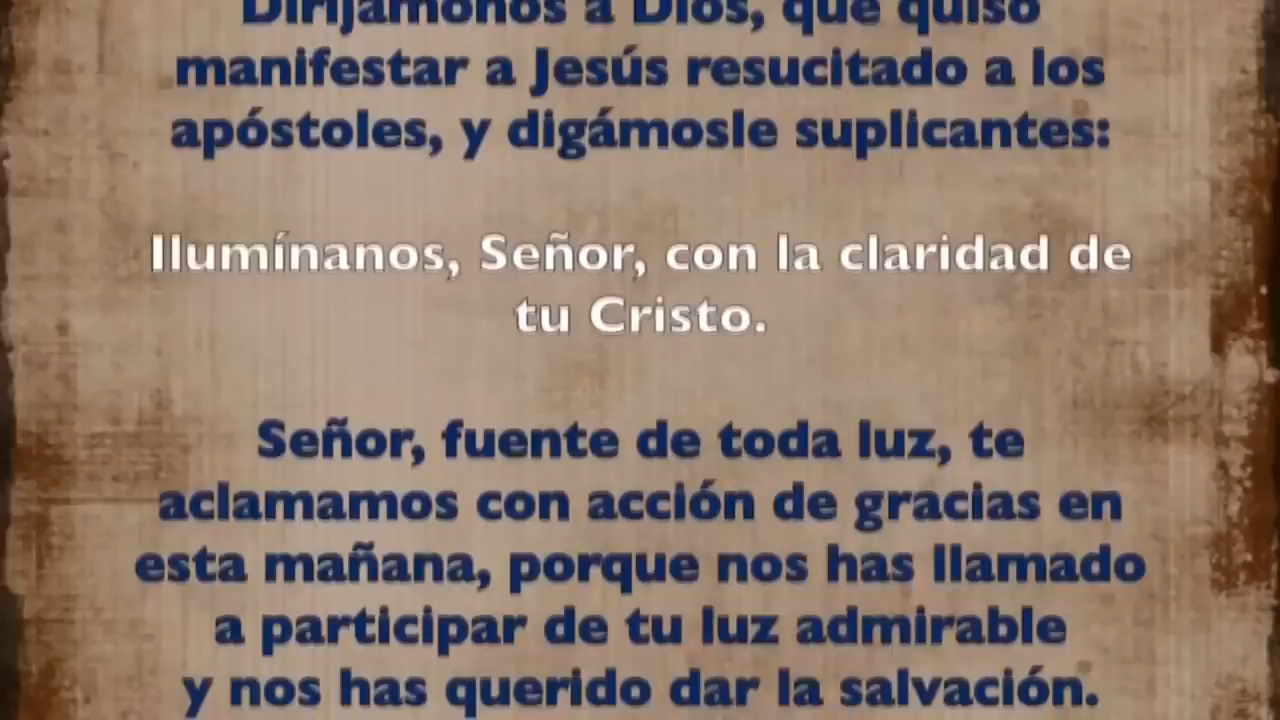 Dirijámonos a Dios, que quiso
manifestar a Jesús resucitado a los
apóstoles, y digámosle suplicantes:
Ilumínanos, Señor, con la claridad de
tu Cristo.
Señor, fuente de toda luz, te
aclamamos con acción de gracias en
esta mañana, porque nos has llamado
a participar de tu luz admirable
y nos has querido dar la salvación.